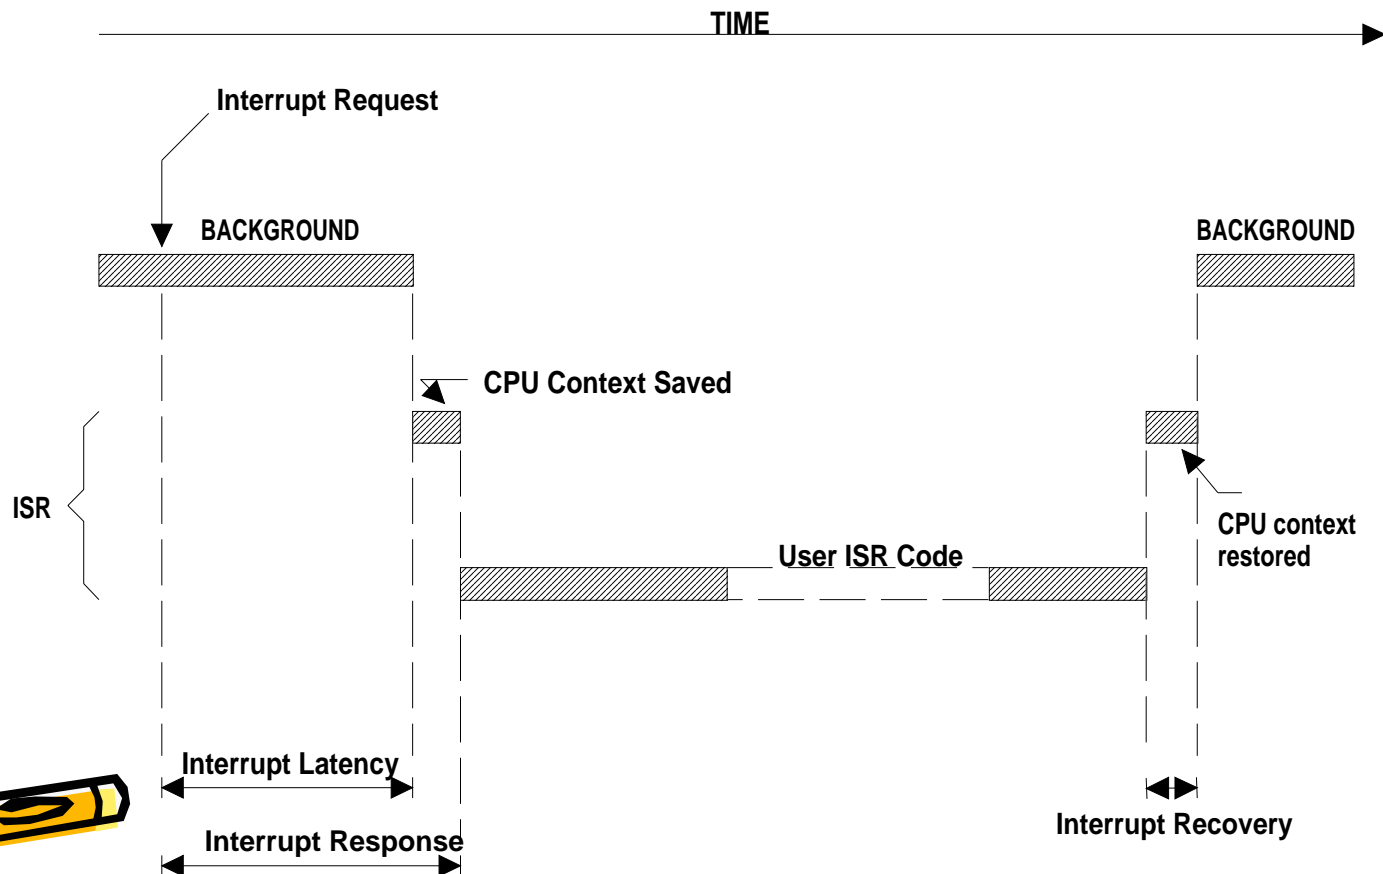 TIME
Interrupt Request
BACKGROUND
BACKGROUND
CPU Context Saved
ISR
CPU context
restored
User ISR Code
Interrupt Latency
Interrupt Recovery
Interrupt Response